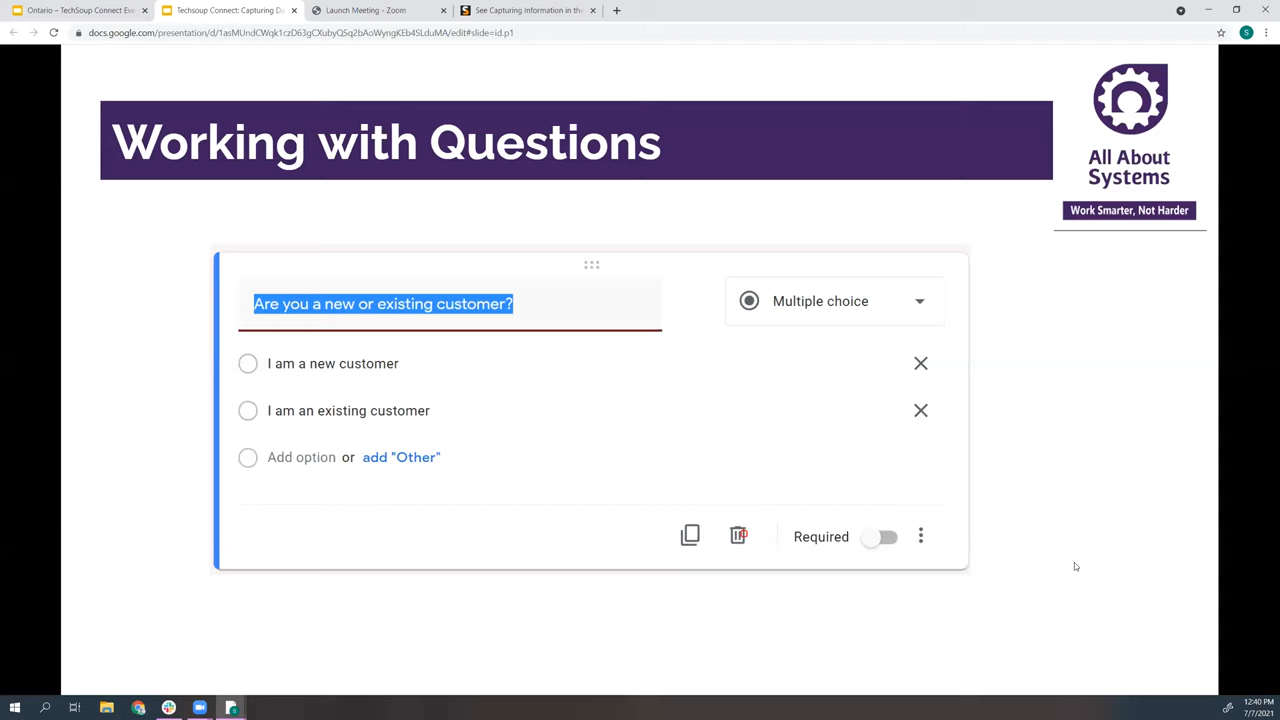 Ontario – TechSoup Connect Eve
Techsoup Connect: Capturing Da
Launch Meeting - Zoom
See Capturing Information in the
docs.google.com/presentation/d/1asMUndCWqk1czD63gCXubyQSq2bAoWyngKEb4SLduMA/edit#slide=id.p1
S
Working with Questions
All About
Systems
Work Smarter, Not Harder
Are you a new or existing customer?
Multiple choice
I am a new customer
I am an existing customer
Add option or add "Other"
Required
12:40 PM
7/7/2021